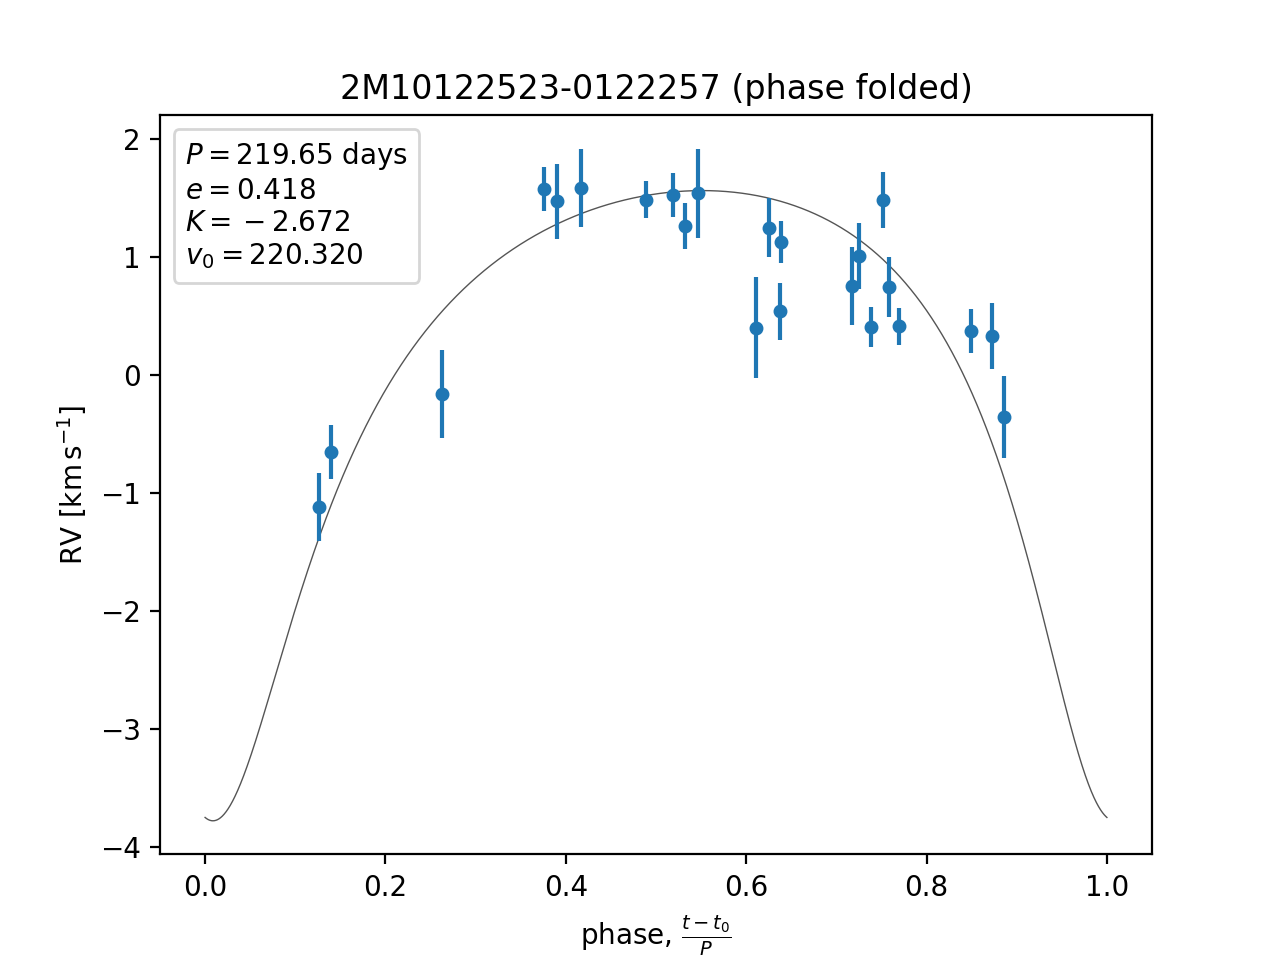 2M10122523-0122257 (phase folded)
P = 219.65 days
e = 0.418
K = − 2.672
v₀ = 220.320
2
1
0
−1
−2
−3
−4
RV [km s⁻¹]
0.0 0.2 0.4 0.6 0.8 1.0
phase, (t − t₀)/P